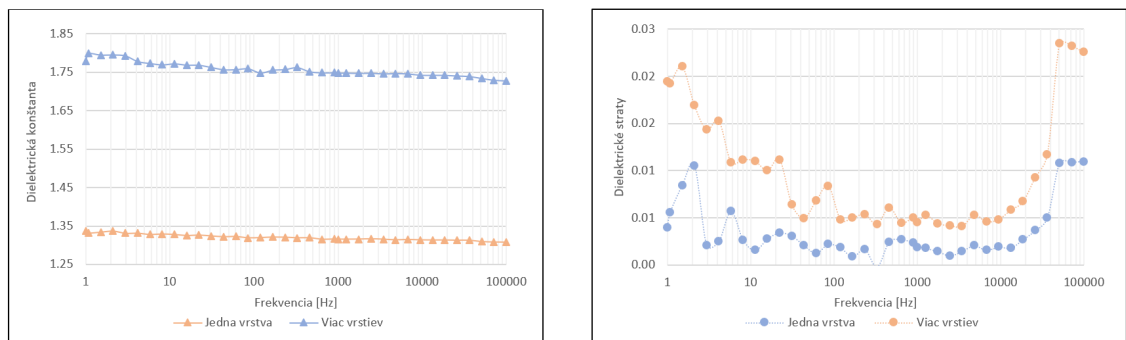 1.85
1.75
1.65
1.55
1.45
1.35
1.25
Dielektrická konštanta
1 10 100 1000 10000 100000
Frekvencia [Hz]
Jedna vrstva Viac vrstiev
0.03
0.02
0.02
0.01
0.01
0.00
Dielektrické straty
1 10 100 1000 10000 100000
Frekvencia [Hz]
Jedna vrstva Viac vrstiev